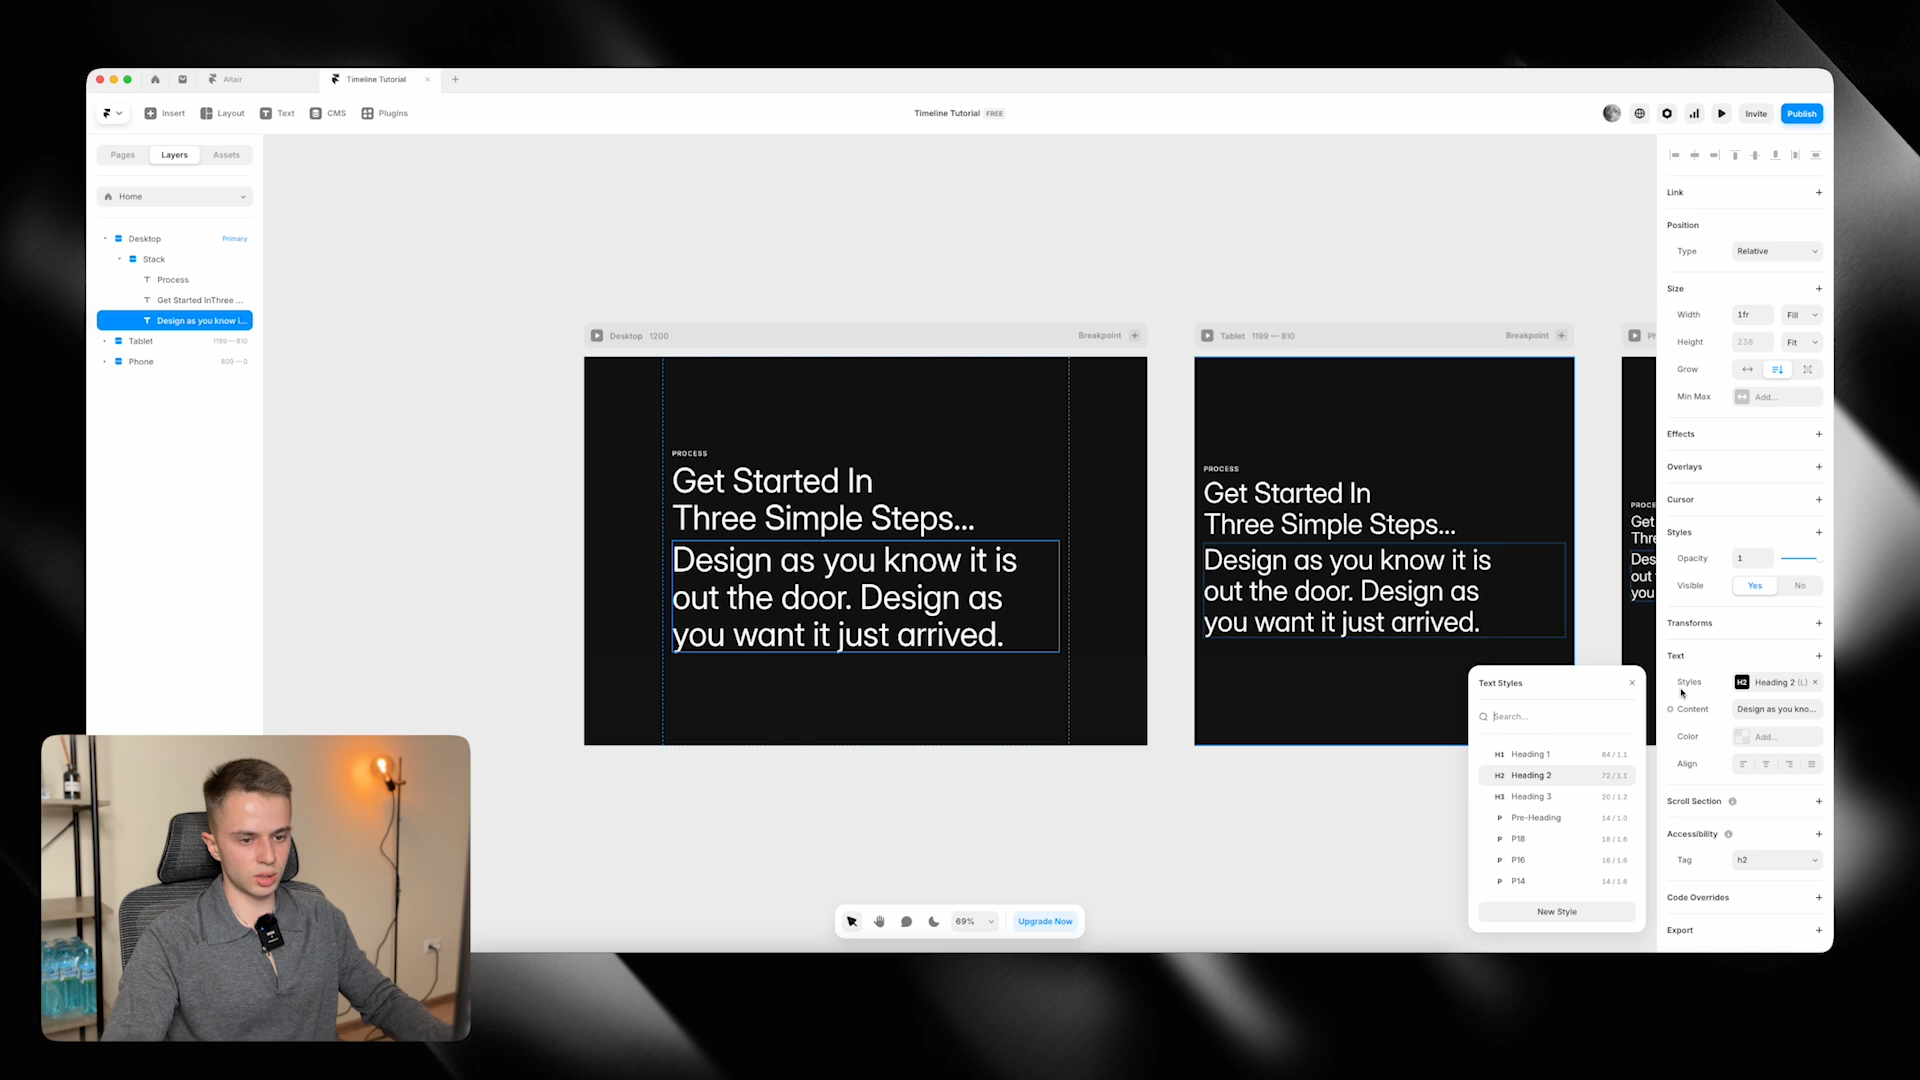 Altair
Timeline Tutorial
Insert
Layout
Text
CMS
Plugins
Timeline Tutorial FREE
Invite
Publish
Pages
Layers
Assets
Home
Desktop Primary
Stack
Process
Get Started InThree ...
Design as you know i...
Tablet 1199 — 810
Phone 809 — 0
Desktop 1200
Breakpoint
PROCESS
Get Started In
Three Simple Steps...
Design as you know it is
out the door. Design as
you want it just arrived.
Tablet 1199 — 810
Breakpoint
PROCESS
Get Started In
Three Simple Steps...
Design as you know it is
out the door. Design as
you want it just arrived.
Ph
PROCE
Get
Thre
Des
out
you
Link
Position
Type Relative
Size
Width 1fr Fill
Height 238 Fit
Grow
Min Max Add...
Effects
Overlays
Cursor
Styles
Opacity 1
Visible Yes No
Transforms
Text
Styles H2 Heading 2 (L)
Content Design as you kno...
Color Add...
Align
Scroll Section
Accessibility
Tag h2
Code Overrides
Export
Text Styles
Search...
H1 Heading 1 84 / 1.1
H2 Heading 2 72 / 1.1
H3 Heading 3 20 / 1.2
P Pre-Heading 14 / 1.0
P P18 18 / 1.6
P P16 16 / 1.6
P P14 14 / 1.6
New Style
69%
Upgrade Now